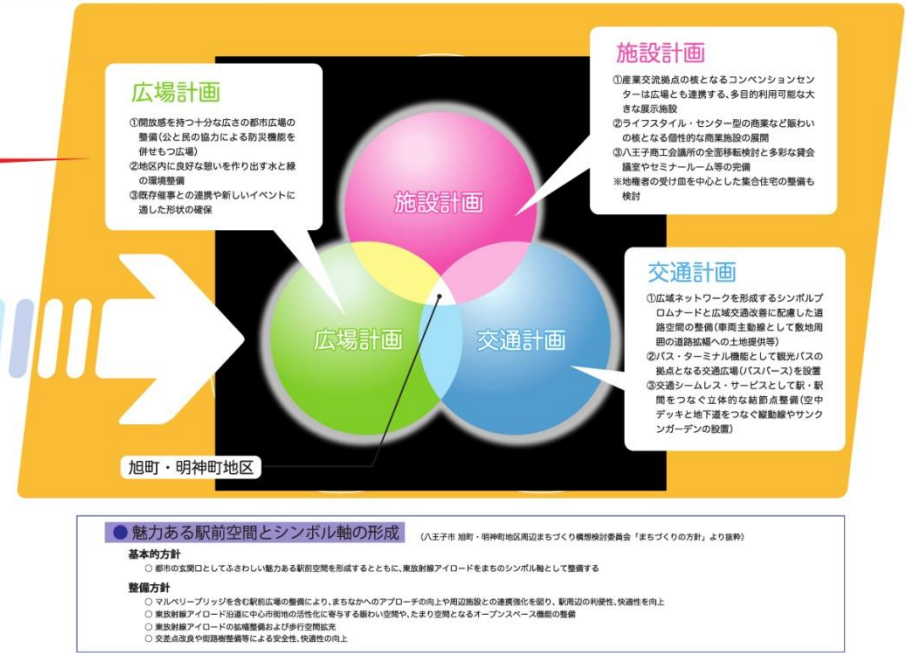 広場計画
①開放感を持つ十分な広さの都市広場の
整備(公と民の協力による防災機能を
併せもつ広場)
②地区内に良好な憩いを作り出す水と緑
の環境整備
③既存催事との連携や新しいイベントに
適した形状の確保
施設計画
①産業交流拠点の核となるコンベンションセン
ターは広場とも連携する、多目的利用可能な大
きな展示施設
②ライフスタイル・センター型の商業など賑わい
の核となる個性的な商業施設の展開
③八王子商工会議所の全面移転検討と多彩な貸会
議室やセミナールーム等の完備
※地権者の受け皿を中心とした集合住宅の整備も
検討
施設計画
広場計画
交通計画
交通計画
①広域ネットワークを形成するシンボルプ
ロムナードと広域交通改善に配慮した道
路空間の整備(車両主動線として敷地周
囲の道路拡幅への土地提供等)
②バス・ターミナル機能として観光バスの
拠点となる交通広場(バスバース)を設置
③交通シームレス・サービスとして駅・駅
間をつなぐ立体的な結節点整備(空中
デッキと地下道をつなぐ縦動線やサンク
ンガーデンの設置)
旭町・明神町地区
●魅力ある駅前空間とシンボル軸の形成 (八王子市 旭町・明神町地区周辺まちづくり構想検討委員会「まちづくりの方針」より抜粋)
基本的方針
○ 都市の玄関口としてふさわしい魅力ある駅前空間を形成するとともに、東放射線アイロードをまちのシンボル軸として整備する
整備方針
○ マルベリーブリッジを含む駅前広場の整備により、まちなかへのアプローチの向上や周辺施設との連携強化を図り、駅周辺の利便性、快適性を向上
○ 東放射線アイロード沿道に中心市街地の活性化に寄与する賑わい空間や、たまり空間となるオープンスペース機能の整備
○ 東放射線アイロードの拡幅整備および歩行空間拡充
○ 交差点改良や街路樹整備等による安全性、快適性の向上